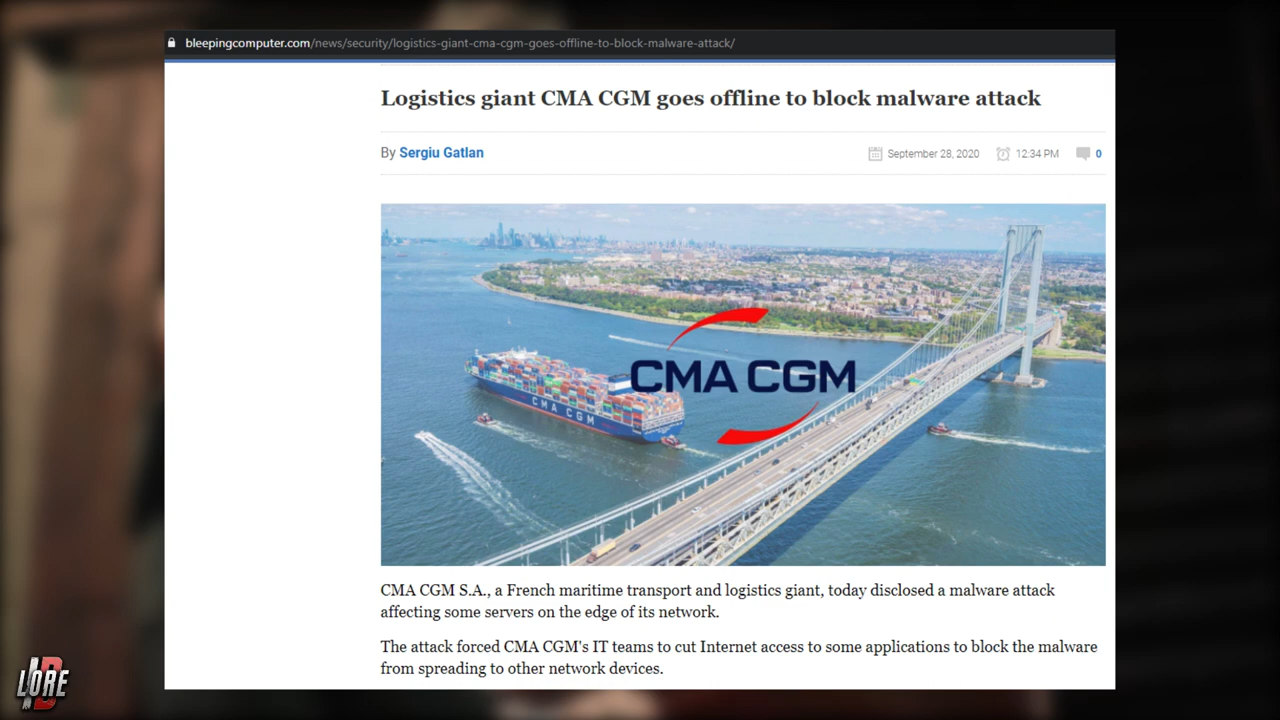 bleepingcomputer.com/news/security/logistics-giant-cma-cgm-goes-offline-to-block-malware-attack/
Logistics giant CMA CGM goes offline to block malware attack
By Sergiu Gatlan
September 28, 2020 12:34 PM 0
CMA CGM
CMA CGM
CMA CGM S.A., a French maritime transport and logistics giant, today disclosed a malware attack
affecting some servers on the edge of its network.
The attack forced CMA CGM's IT teams to cut Internet access to some applications to block the malware
from spreading to other network devices.
LORE